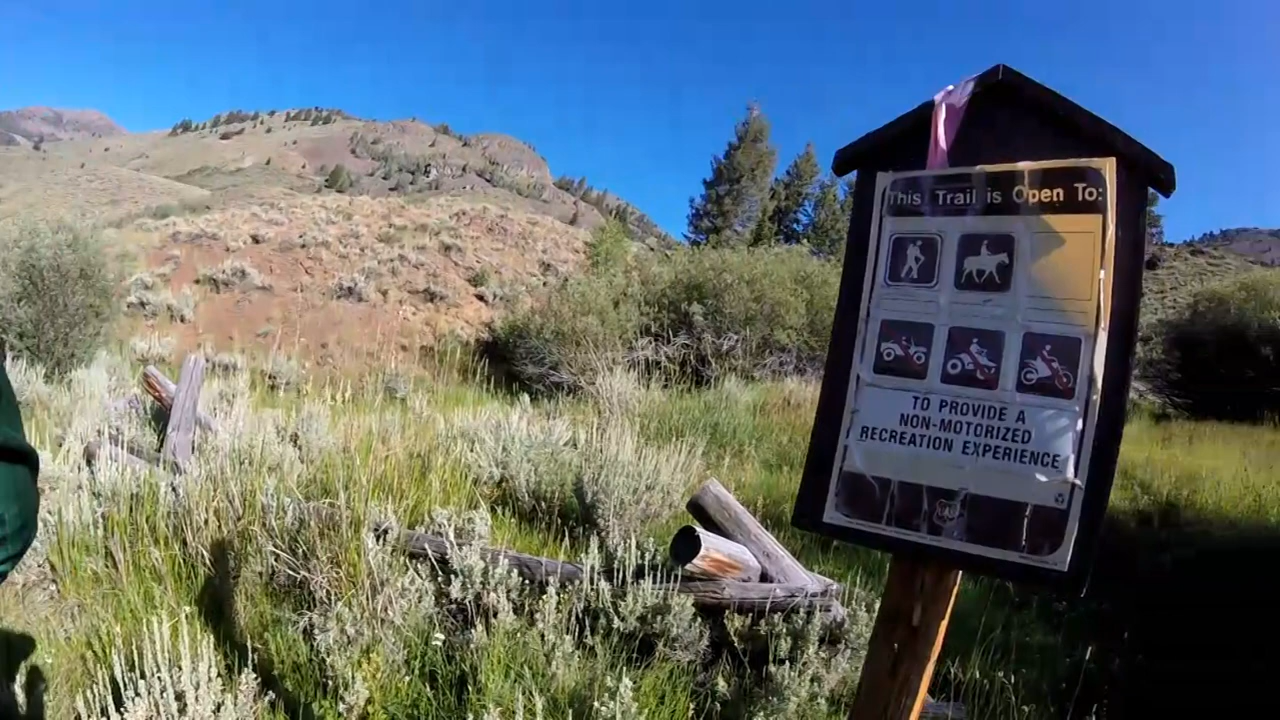 This Trail is Open To:
TO PROVIDE A
NON-MOTORIZED
RECREATION EXPERIENCE